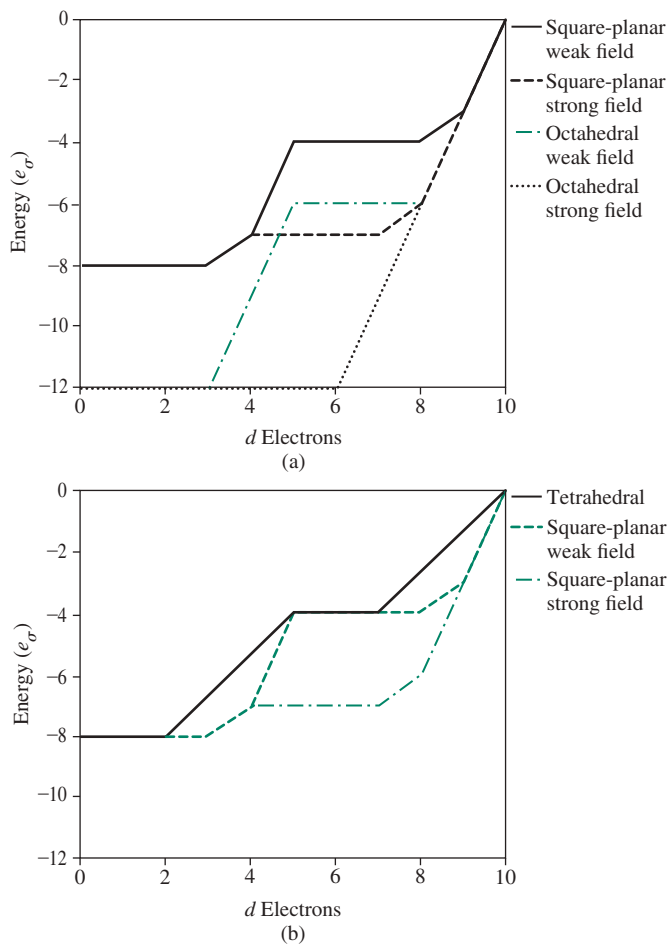 0
−2
−4
−6
−8
−10
−12
Energy (eσ)
0
2
4
6
8
10
d Electrons
(a)
Square-planar
weak field
Square-planar
strong field
Octahedral
weak field
Octahedral
strong field
0
−2
−4
−6
−8
−10
−12
Energy (eσ)
0
2
4
6
8
10
d Electrons
(b)
Tetrahedral
Square-planar
weak field
Square-planar
strong field